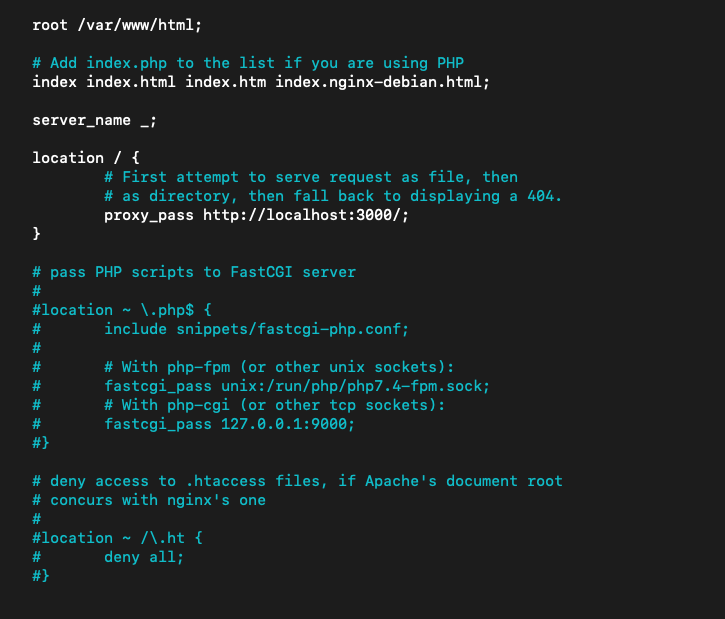 root /var/www/html;

# Add index.php to the list if you are using PHP
index index.html index.htm index.nginx-debian.html;

server_name _;

location / {
        # First attempt to serve request as file, then
        # as directory, then fall back to displaying a 404.
        proxy_pass http://localhost:3000/;
}

# pass PHP scripts to FastCGI server
#
#location ~ \.php$ {
#       include snippets/fastcgi-php.conf;
#
#       # With php-fpm (or other unix sockets):
#       fastcgi_pass unix:/run/php/php7.4-fpm.sock;
#       # With php-cgi (or other tcp sockets):
#       fastcgi_pass 127.0.0.1:9000;
#}

# deny access to .htaccess files, if Apache's document root
# concurs with nginx's one
#
#location ~ /\.ht {
#       deny all;
#}